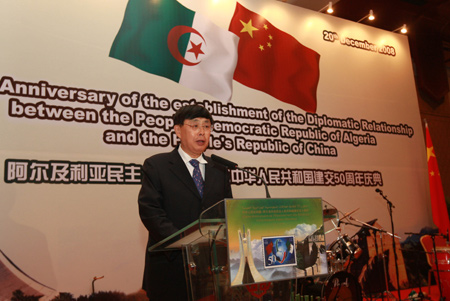 20th December, 2008
Anniversary of the establishment of the Diplomatic Relationship
between the People's Democratic Republic of Algeria
and the People's Republic of China
阿尔及利亚民主 中华人民共和国建交50周年庆典
50